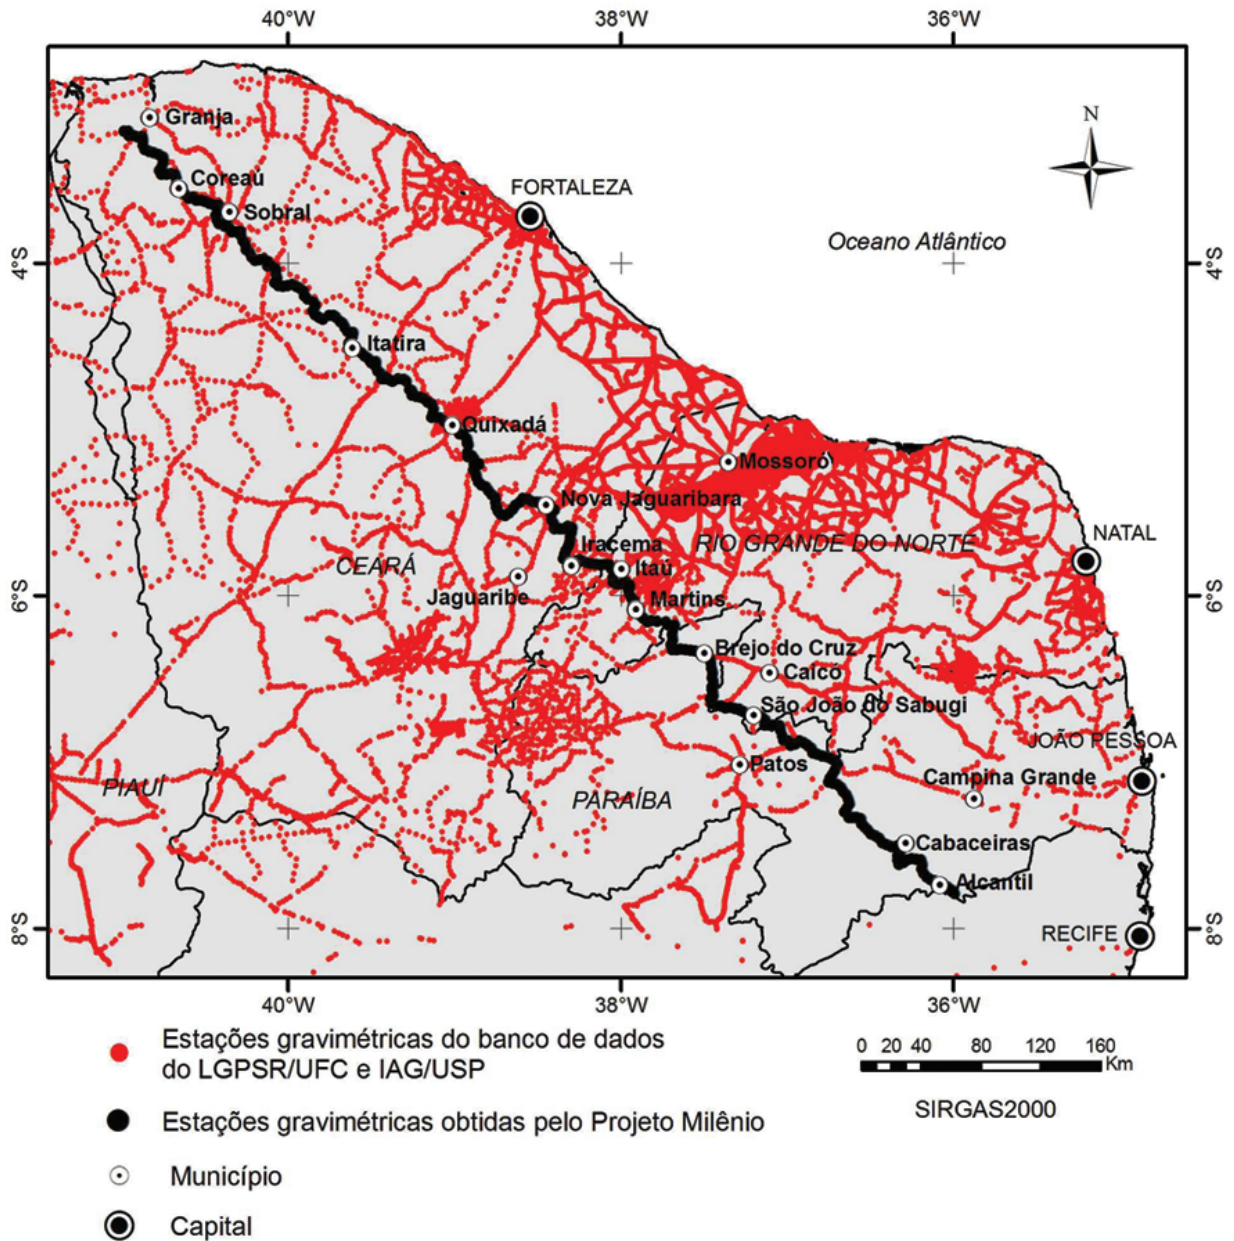 40°W
38°W
36°W
N
Granja
Coreaú
Sobral
FORTALEZA
Oceano Atlântico
4°S
4°S
Itatira
Quixadá
Mossoró
Nova Jaguaribara
Iracema
RIO GRANDE DO NORTE
NATAL
CEARÁ
Itaú
Jaguaribe
Martins
6°S
6°S
Brejo do Cruz
Caicó
São João do Sabugi
JOÃO PESSOA
Patos
Campina Grande
PIAUÍ
PARAÍBA
Cabaceiras
Alcantil
RECIFE
8°S
8°S
40°W
38°W
36°W
Estações gravimétricas do banco de dados
do LGPSR/UFC e IAG/USP
0 20 40 80 120 160
Km
Estações gravimétricas obtidas pelo Projeto Milênio
SIRGAS2000
Município
Capital